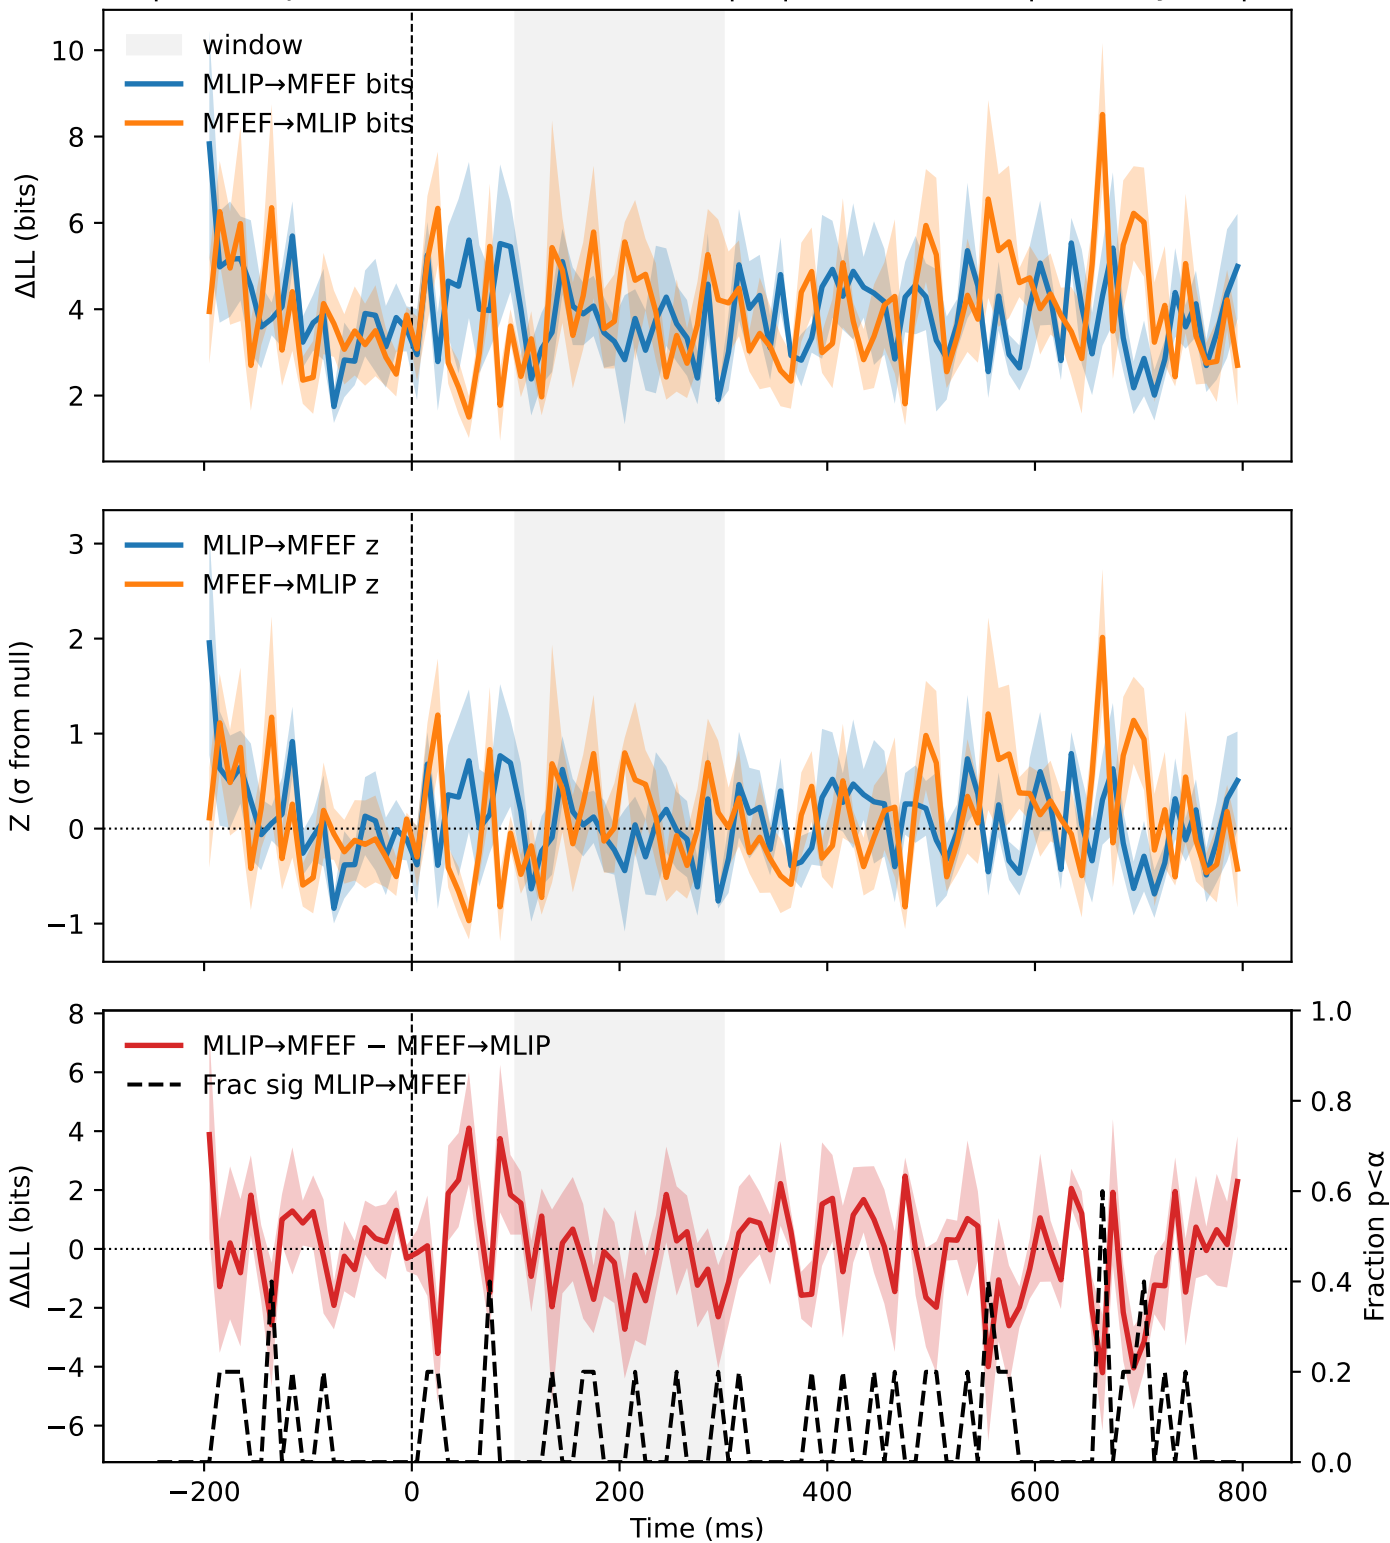 10
8
6
4
2
ΔLL (bits)
window
MLIP→MFEF bits
MFEF→MLIP bits
3
2
1
0
−1
Z (σ from null)
MLIP→MFEF z
MFEF→MLIP z
8
6
4
2
0
−2
−4
−6
ΔΔLL (bits)
MLIP→MFEF − MFEF→MLIP
Frac sig MLIP→MFEF
1.0
0.8
0.6
0.4
0.2
0.0
Fraction p<α
−200 0 200 400 600 800
Time (ms)